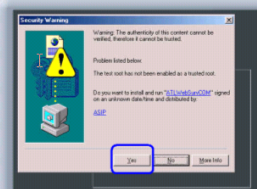 Security Warning
Warning: The authenticity of this content cannot be
verified, therefore it cannot be trusted.
Problem listed below:
The test root has not been enabled as a trusted root.
Do you want to install and run "ATLWebScanCOM" signed
on an unknown date/time and distributed by:
ASIP
Yes
No
More Info